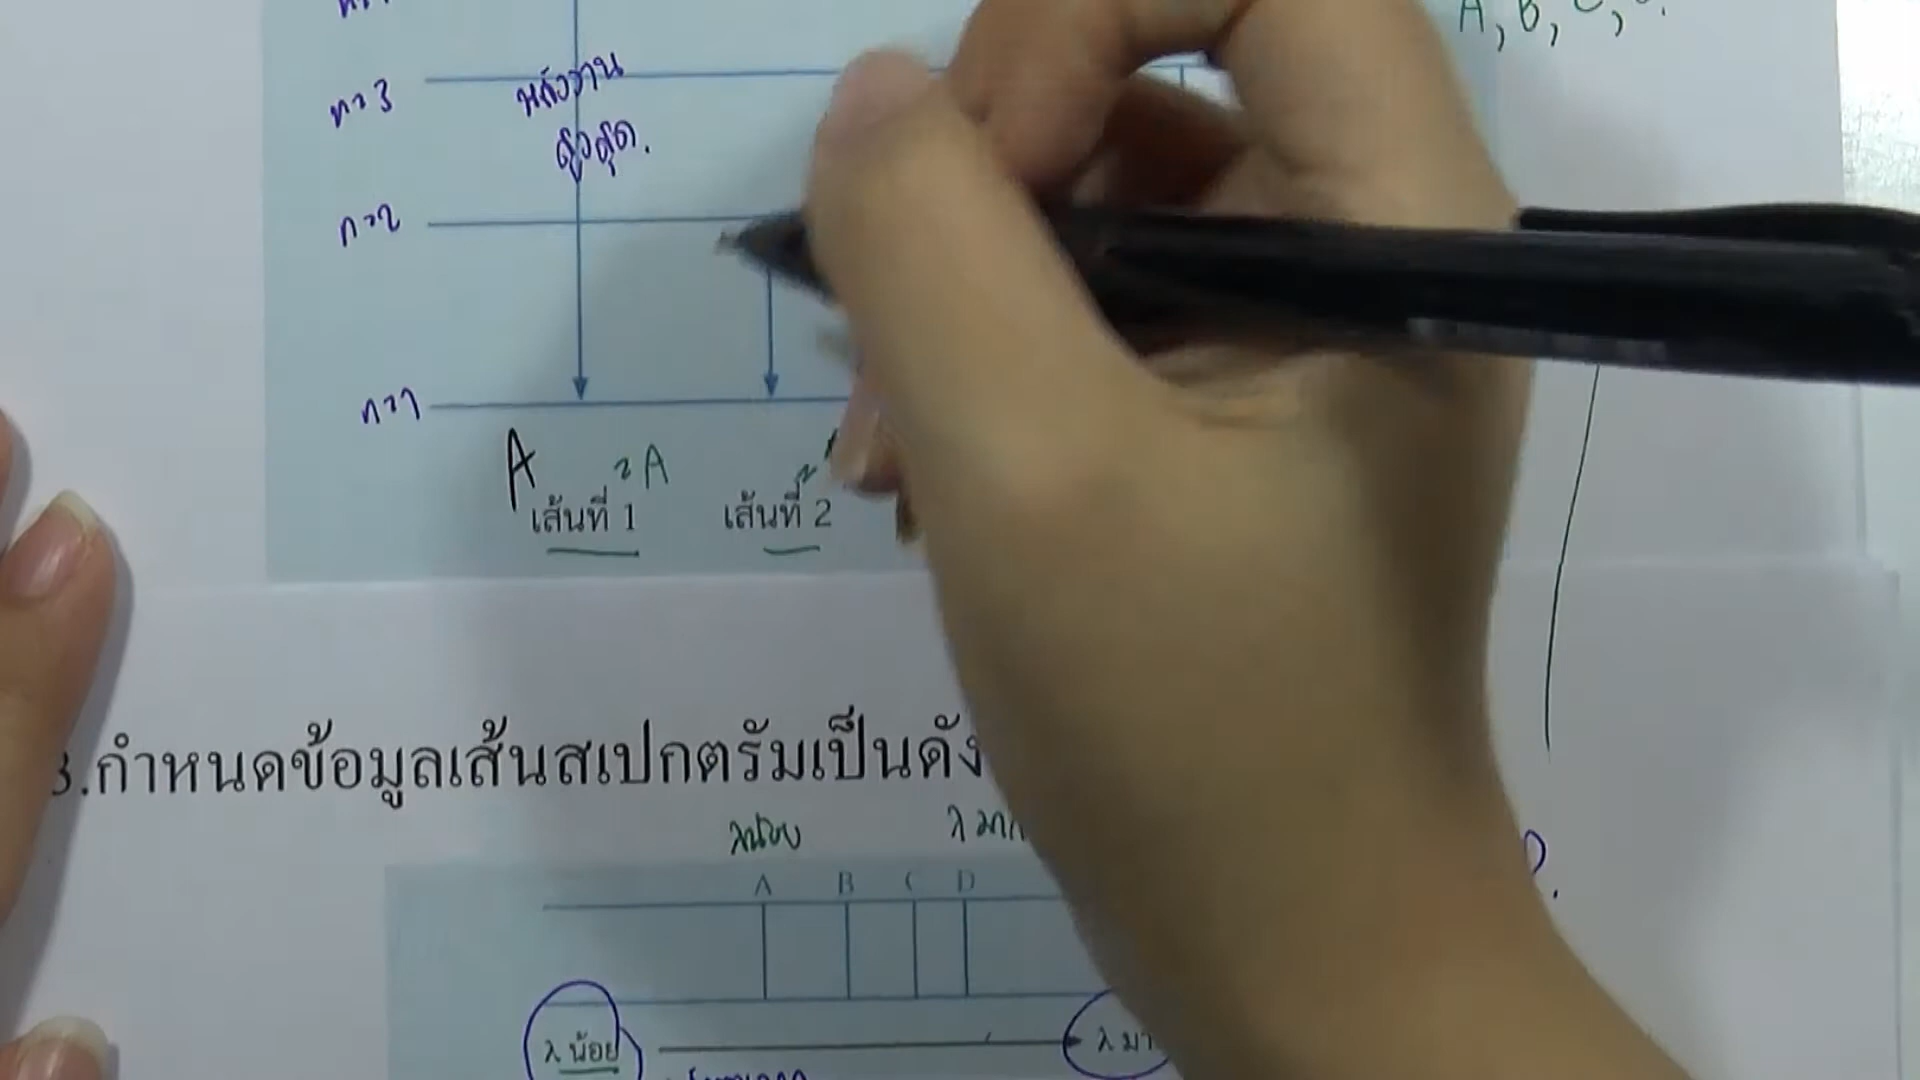 A, B, C,
n=3
พลังงาน
สูงสุด.
n=2
n=1
A = A
เส้นที่ 1
เส้นที่ 2
3.กำหนดข้อมูลเส้นสเปกตรัมเป็นดัง
λน้อย
λ มาก
A B C D
λ น้อย
λ มา